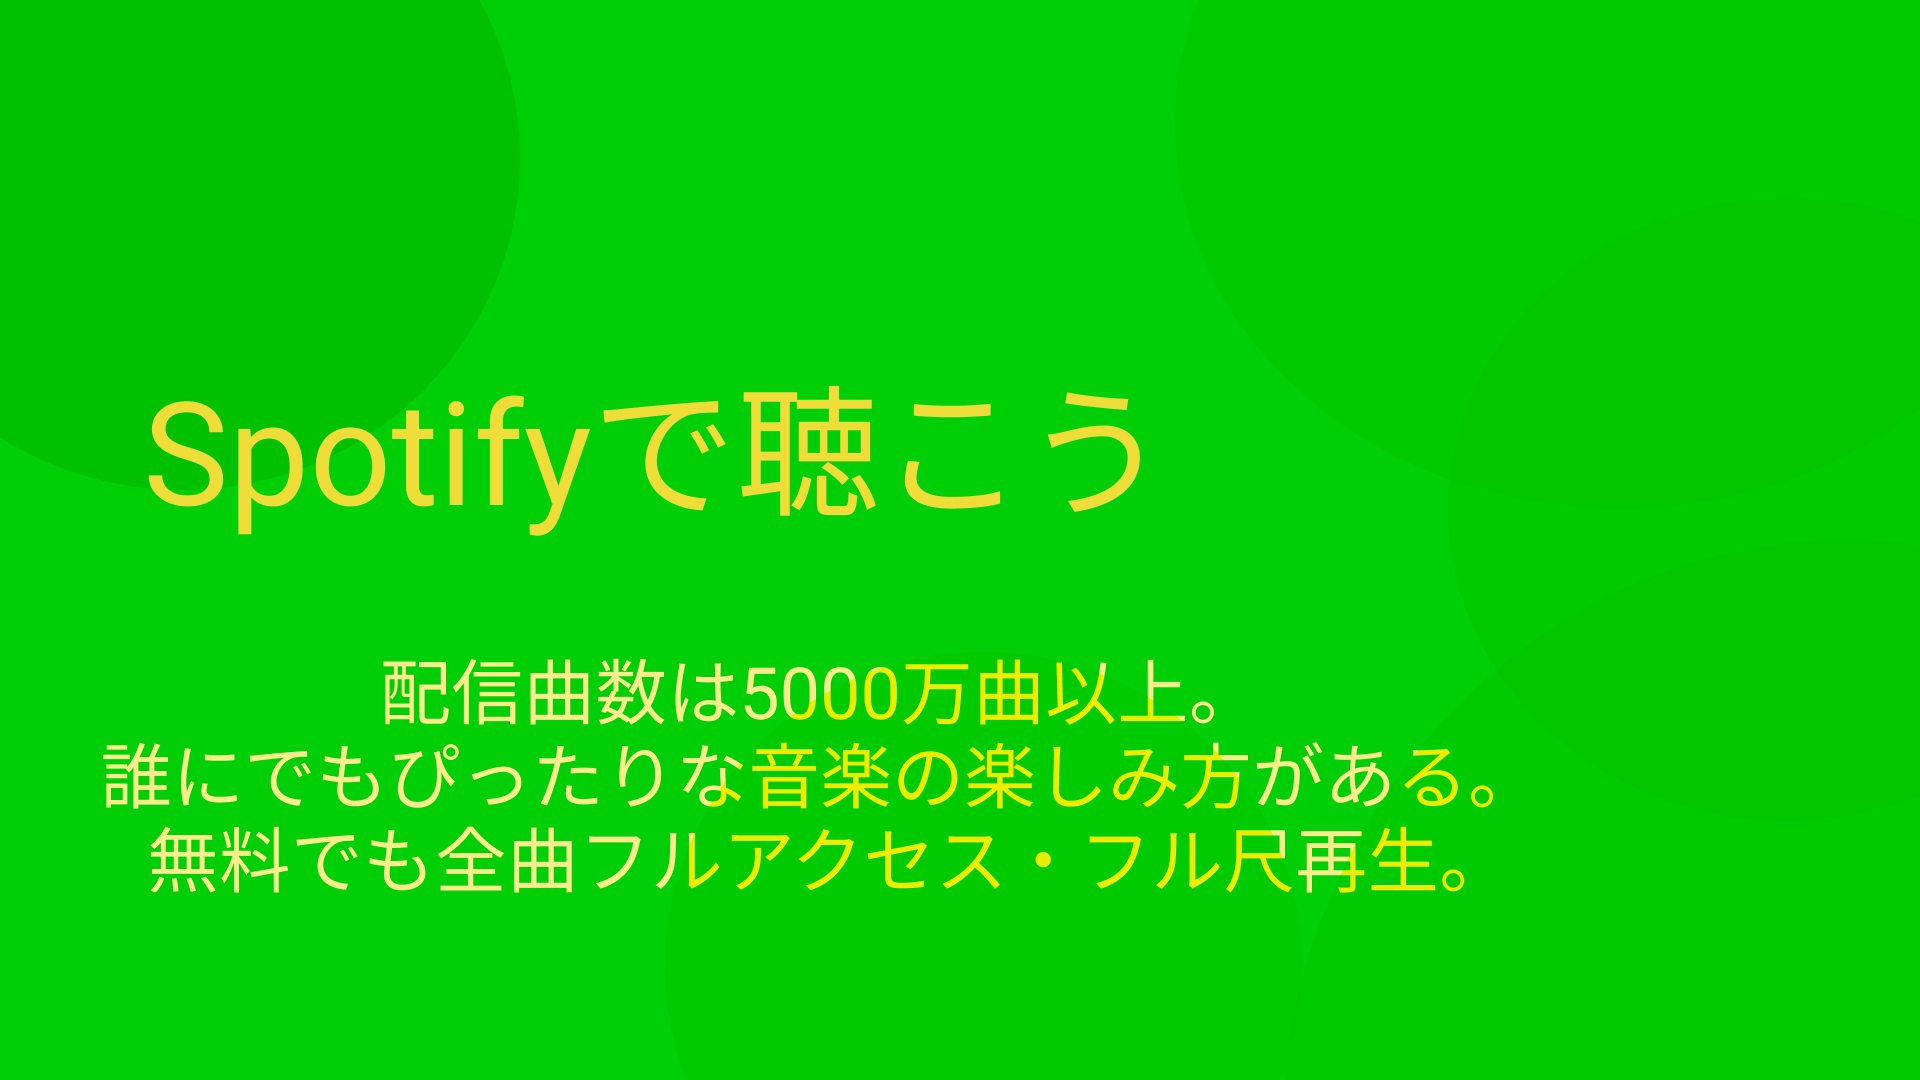 Spotifyで聴こう
配信曲数は5000万曲以上。
誰にでもぴったりな音楽の楽しみ方がある。
無料でも全曲フルアクセス・フル尺再生。